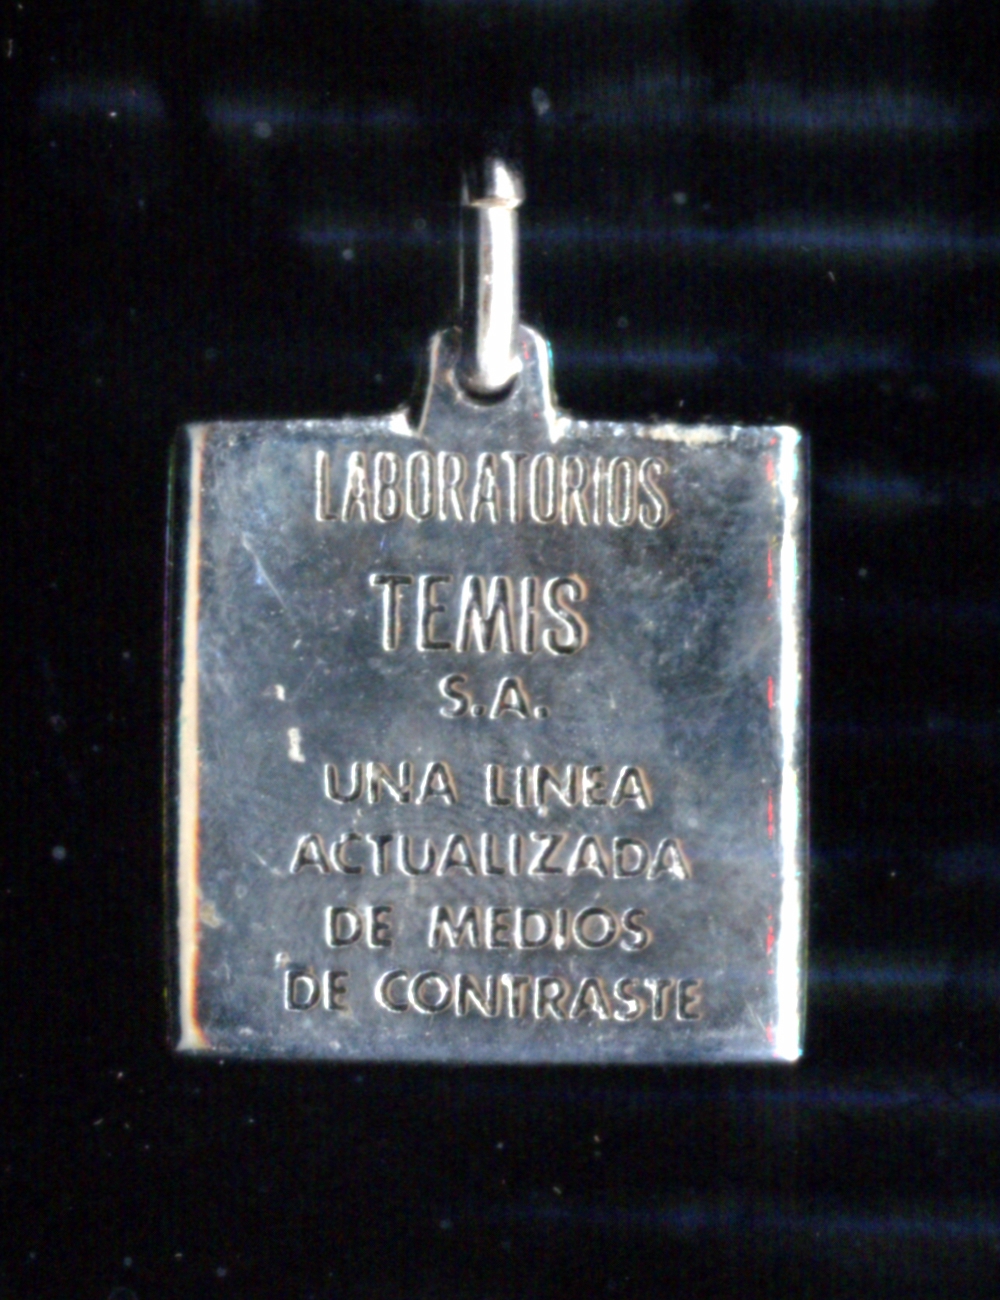 LABORATORIOS
TEMIS
S.A.
UNA LINEA
ACTUALIZADA
DE MEDIOS
DE CONTRASTE